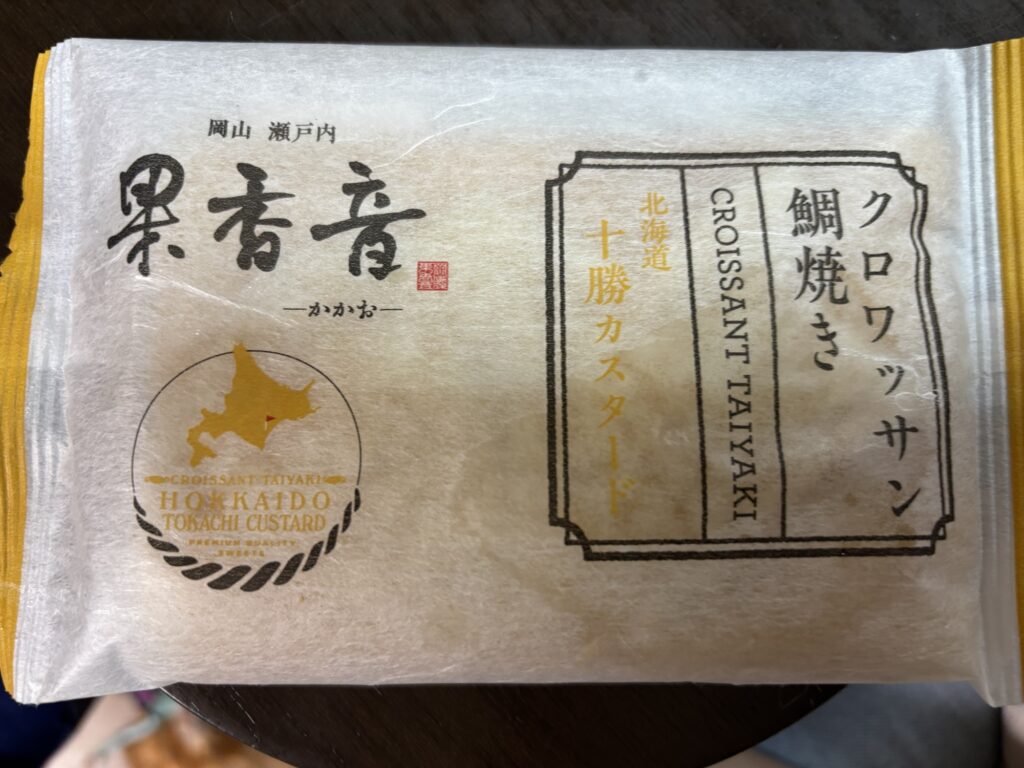 岡山 瀬戸内
果香音
―かかお―
CROISSANT TAIYAKI
HOKKAIDO
TOKACHI CUSTARD
PREMIUM QUALITY
SWEETS
クロワッサン
鯛焼き
CROISSANT TAIYAKI
北海道
十勝カスタード